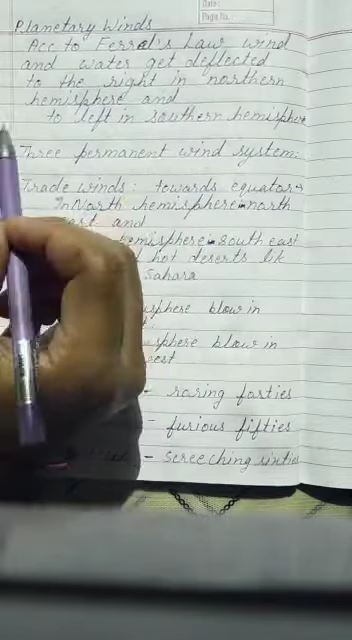 Date:
Page No.
Planetary Winds
Acc to Ferrel's Law wind
and water get deflected
to the right in northern
hemisphere and
to left in southern hemisphere
Three permanent wind system:
Trade winds: towards equator
In North hemisphere north
east and
hemisphere south east
hot deserts lik
Sahara
sphere blow in
sphere blow in
west
- roaring forties
- furious fifties
- screeching sixties